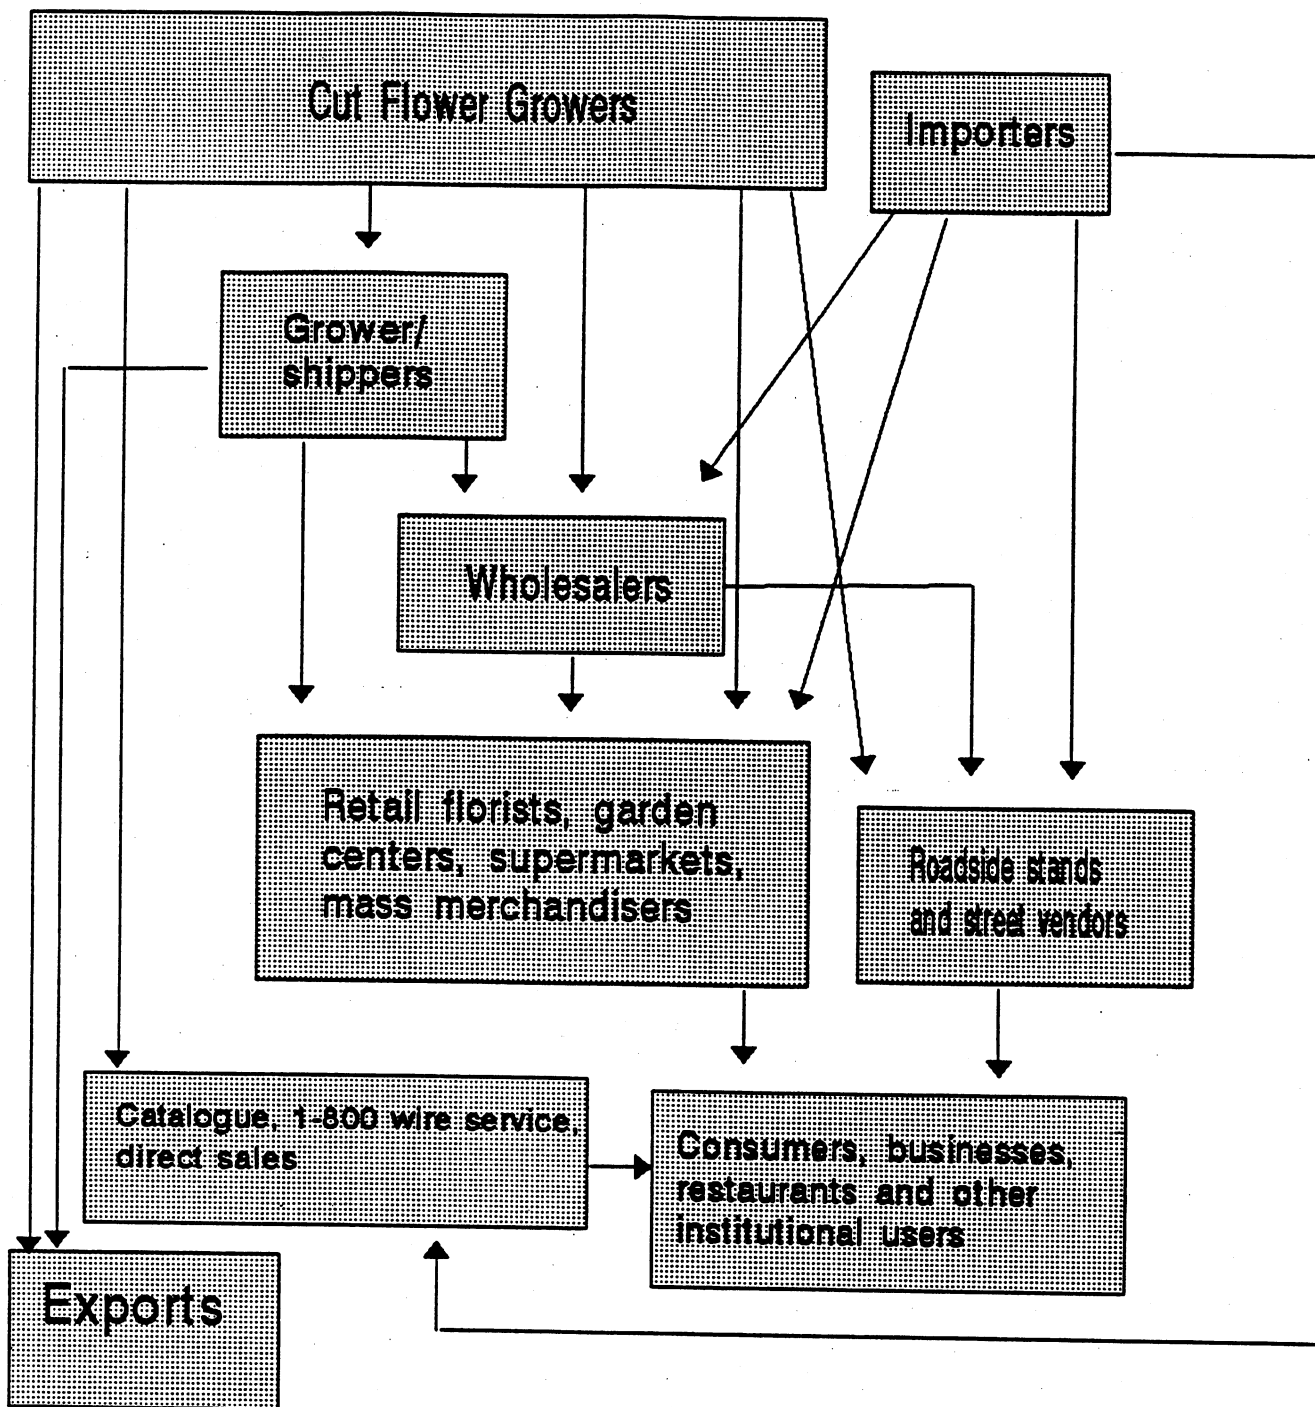 Cut Flower Growers
Importers
Grower/
shippers
Wholesalers
Retail florists, garden
centers, supermarkets,
mass merchandisers
Roadside stands
and street vendors
Catalogue, 1-800 wire service,
direct sales
Consumers, businesses,
restaurants and other
institutional users
Exports